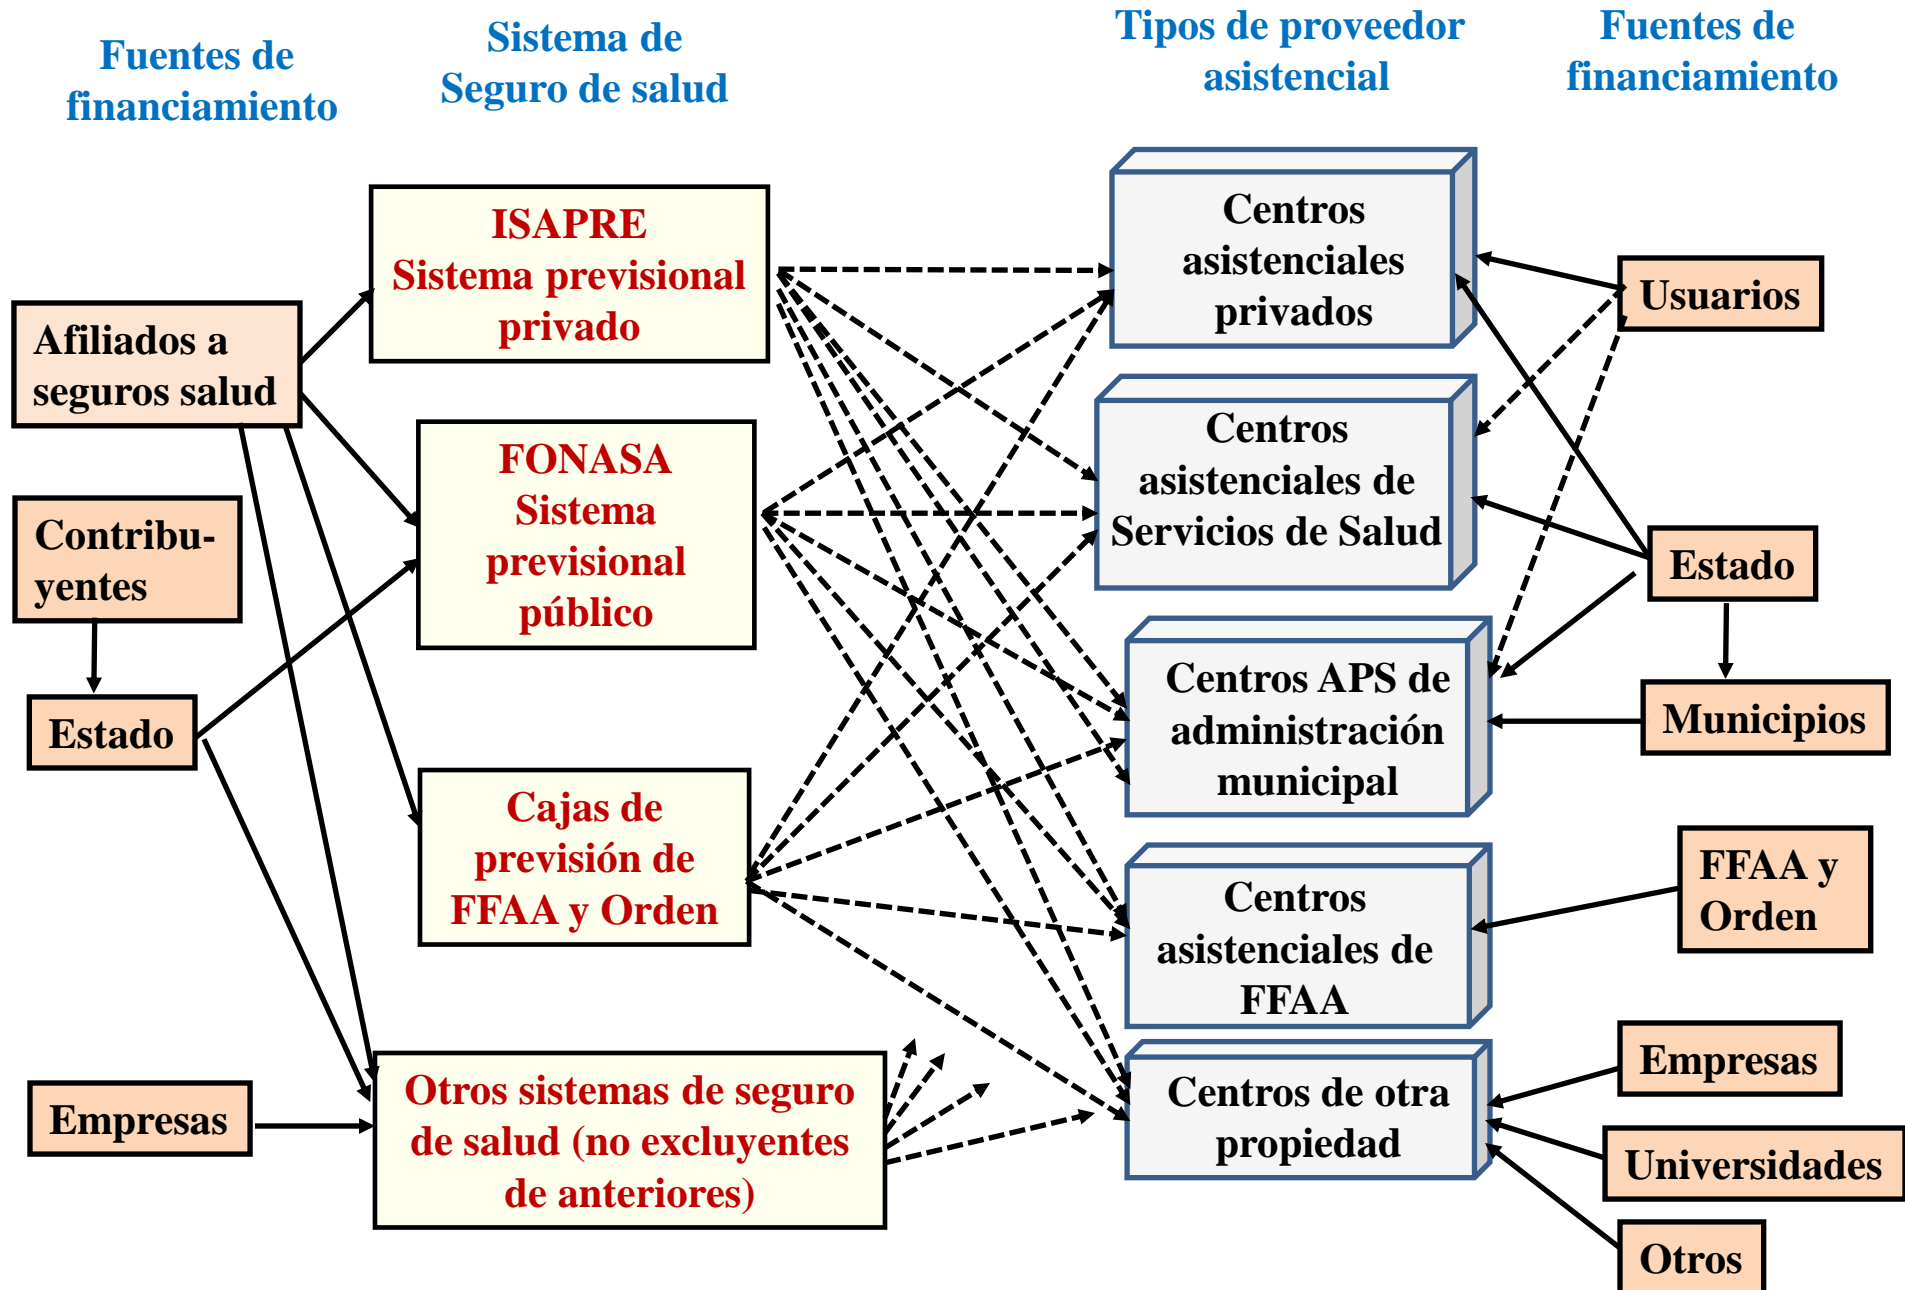 Fuentes de
financiamiento
Sistema de
Seguro de salud
Tipos de proveedor
asistencial
Fuentes de
financiamiento
Afiliados a
seguros salud
Contribu-
yentes
Estado
Empresas
ISAPRE
Sistema previsional
privado
FONASA
Sistema
previsional
público
Cajas de
previsión de
FFAA y Orden
Otros sistemas de seguro
de salud (no excluyentes
de anteriores)
Centros
asistenciales
privados
Centros
asistenciales de
Servicios de Salud
Centros APS de
administración
municipal
Centros
asistenciales de
FFAA
Centros de otra
propiedad
Usuarios
Estado
Municipios
FFAA y
Orden
Empresas
Universidades
Otros